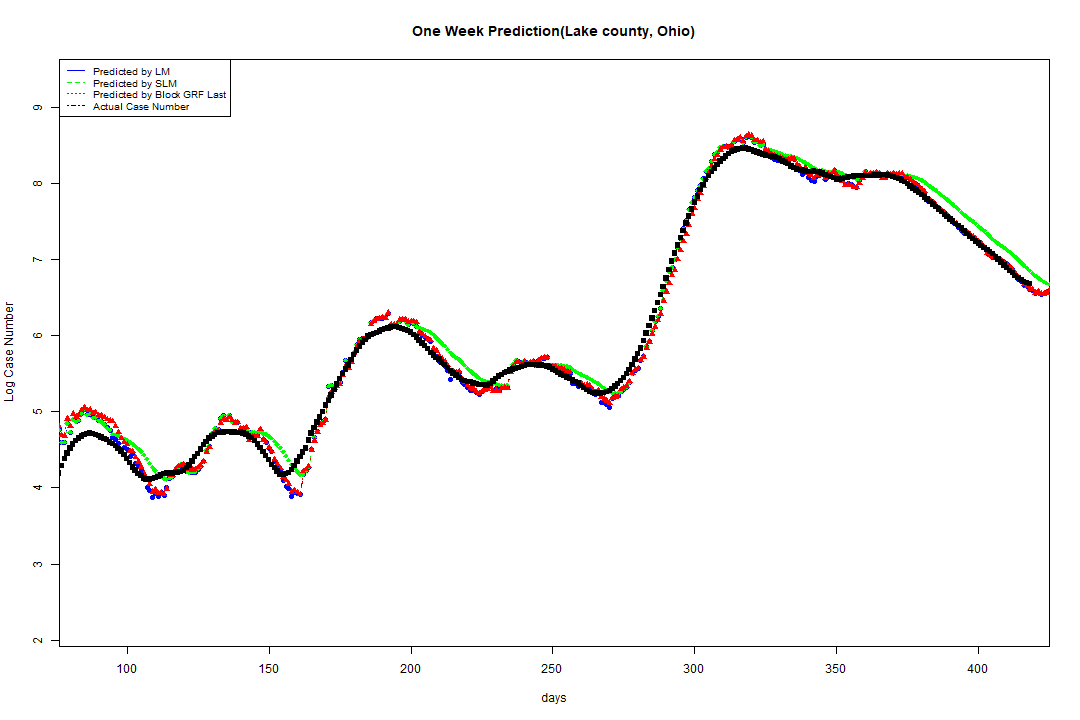 One Week Prediction(Lake county, Ohio)
Predicted by LM
Predicted by SLM
Predicted by Block GRF Last
Actual Case Number
9
8
7
6
5
4
3
2
Log Case Number
100 150 200 250 300 350 400
days